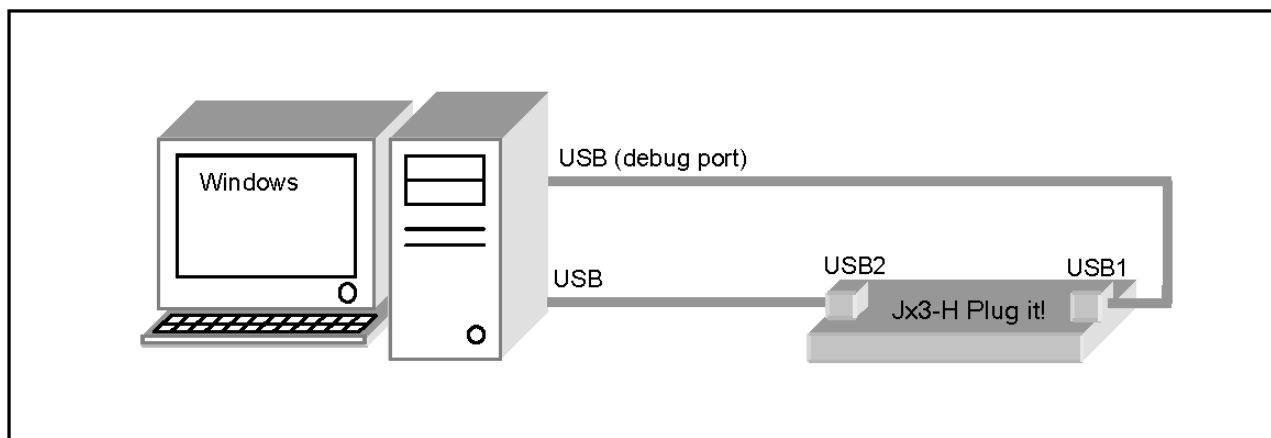 USB (debug port)
Windows
USB
USB2
USB1
Jx3-H Plug it!